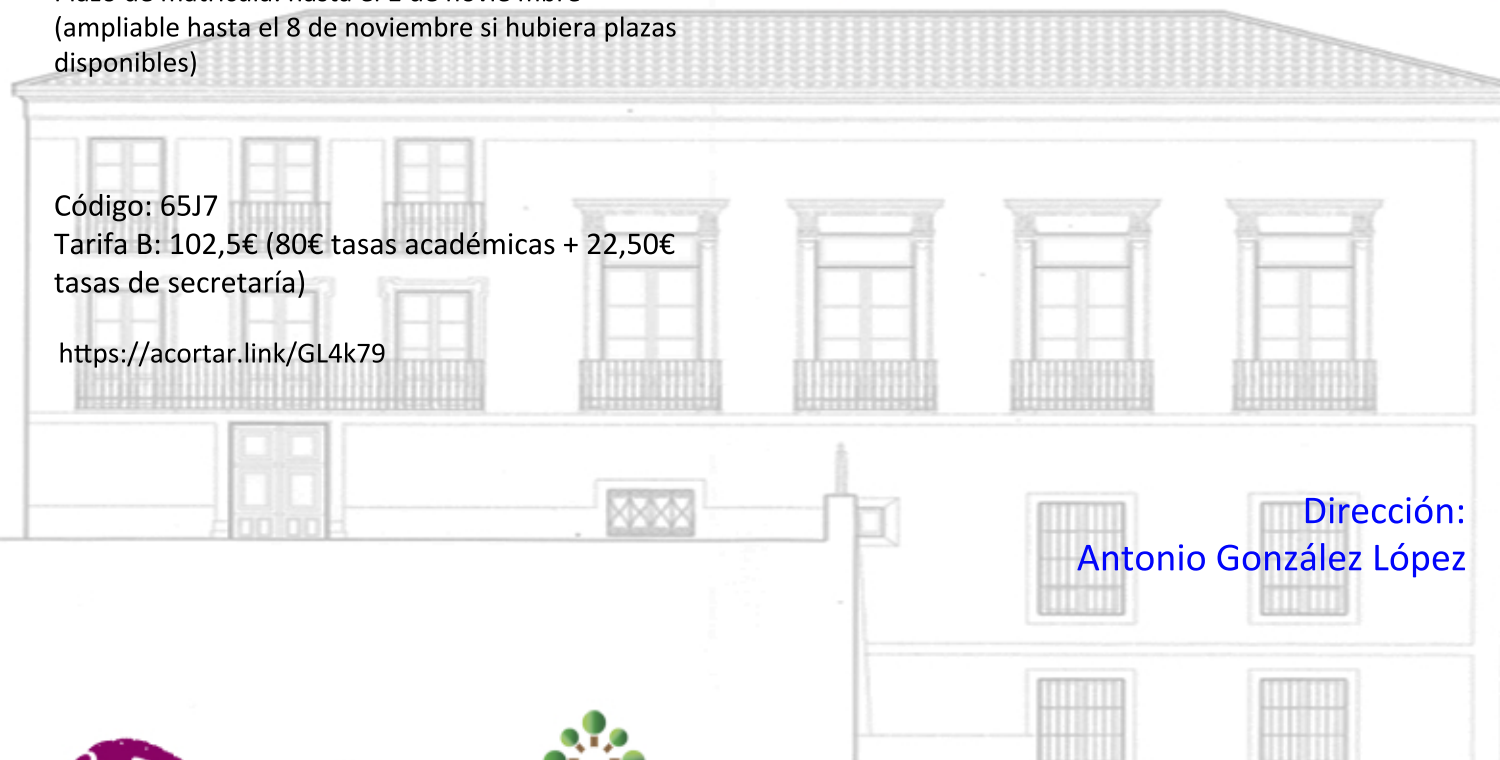 (ampliable hasta el 8 de noviembre si hubiera plazas
disponibles)
Código: 65J7
Tarifa B: 102,5€ (80€ tasas académicas + 22,50€
tasas de secretaría)
https://acortar.link/GL4k79
Dirección:
Antonio González López